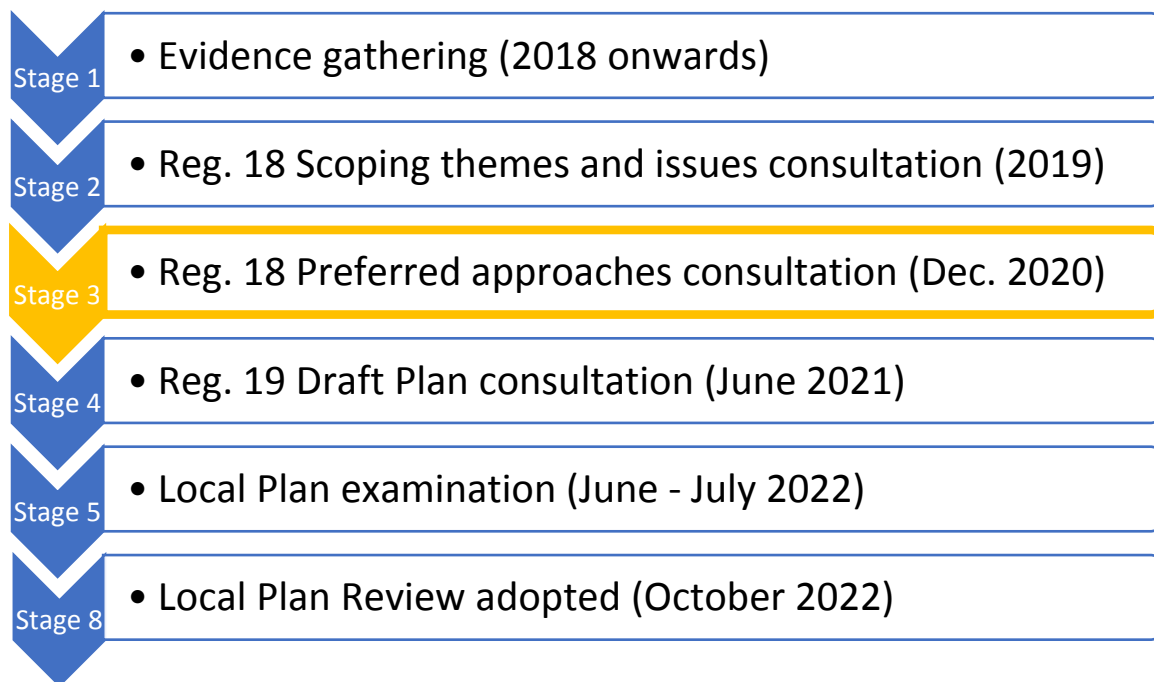 Stage 1
• Evidence gathering (2018 onwards)
Stage 2
• Reg. 18 Scoping themes and issues consultation (2019)
Stage 3
• Reg. 18 Preferred approaches consultation (Dec. 2020)
Stage 4
• Reg. 19 Draft Plan consultation (June 2021)
Stage 5
• Local Plan examination (June - July 2022)
Stage 8
• Local Plan Review adopted (October 2022)